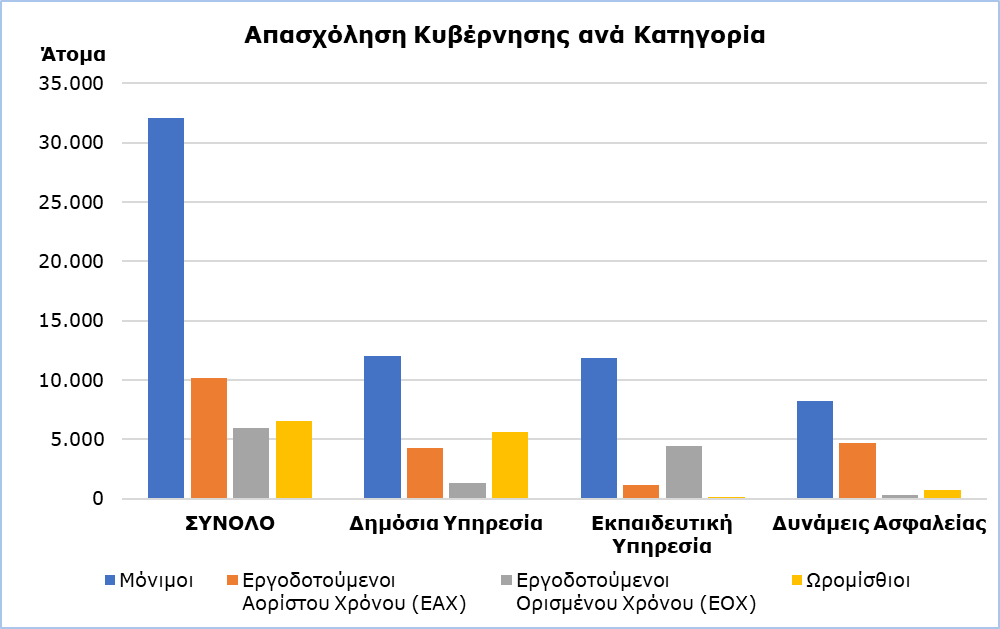 Απασχόληση Κυβέρνησης ανά Κατηγορία
Άτομα
35.000
30.000
25.000
20.000
15.000
10.000
5.000
0
ΣΥΝΟΛΟ
Δημόσια Υπηρεσία
Εκπαιδευτική
Υπηρεσία
Δυνάμεις Ασφαλείας
Μόνιμοι
Εργοδοτούμενοι
Αορίστου Χρόνου (ΕΑΧ)
Εργοδοτούμενοι
Ορισμένου Χρόνου (ΕΟΧ)
Ωρομίσθιοι